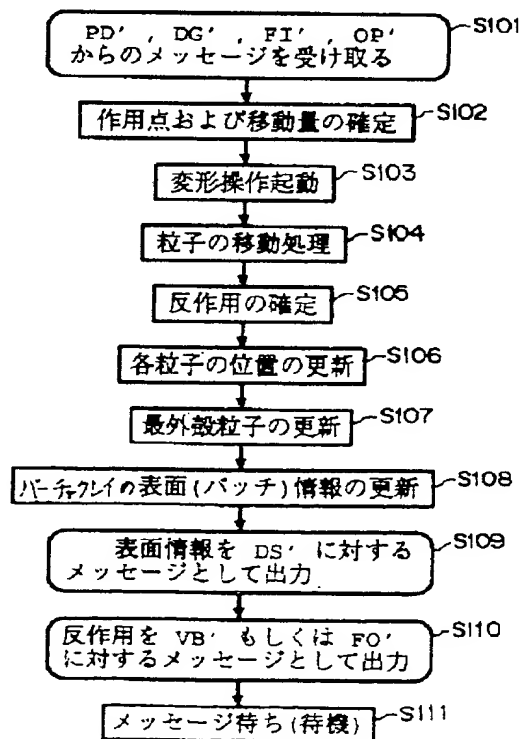 PD', DG', FI', OP'
からのメッセージを受け取る
S101
作用点および移動量の確定
S102
変形操作起動
S103
粒子の移動処理
S104
反作用の確定
S105
各粒子の位置の更新
S106
最外殻粒子の更新
S107
バーチャクレイの表面(パッチ)情報の更新
S108
表面情報を DS' に対する
メッセージとして出力
S109
反作用を VB' もしくは FO'
に対するメッセージとして出力
S110
メッセージ待ち(待機)
S111